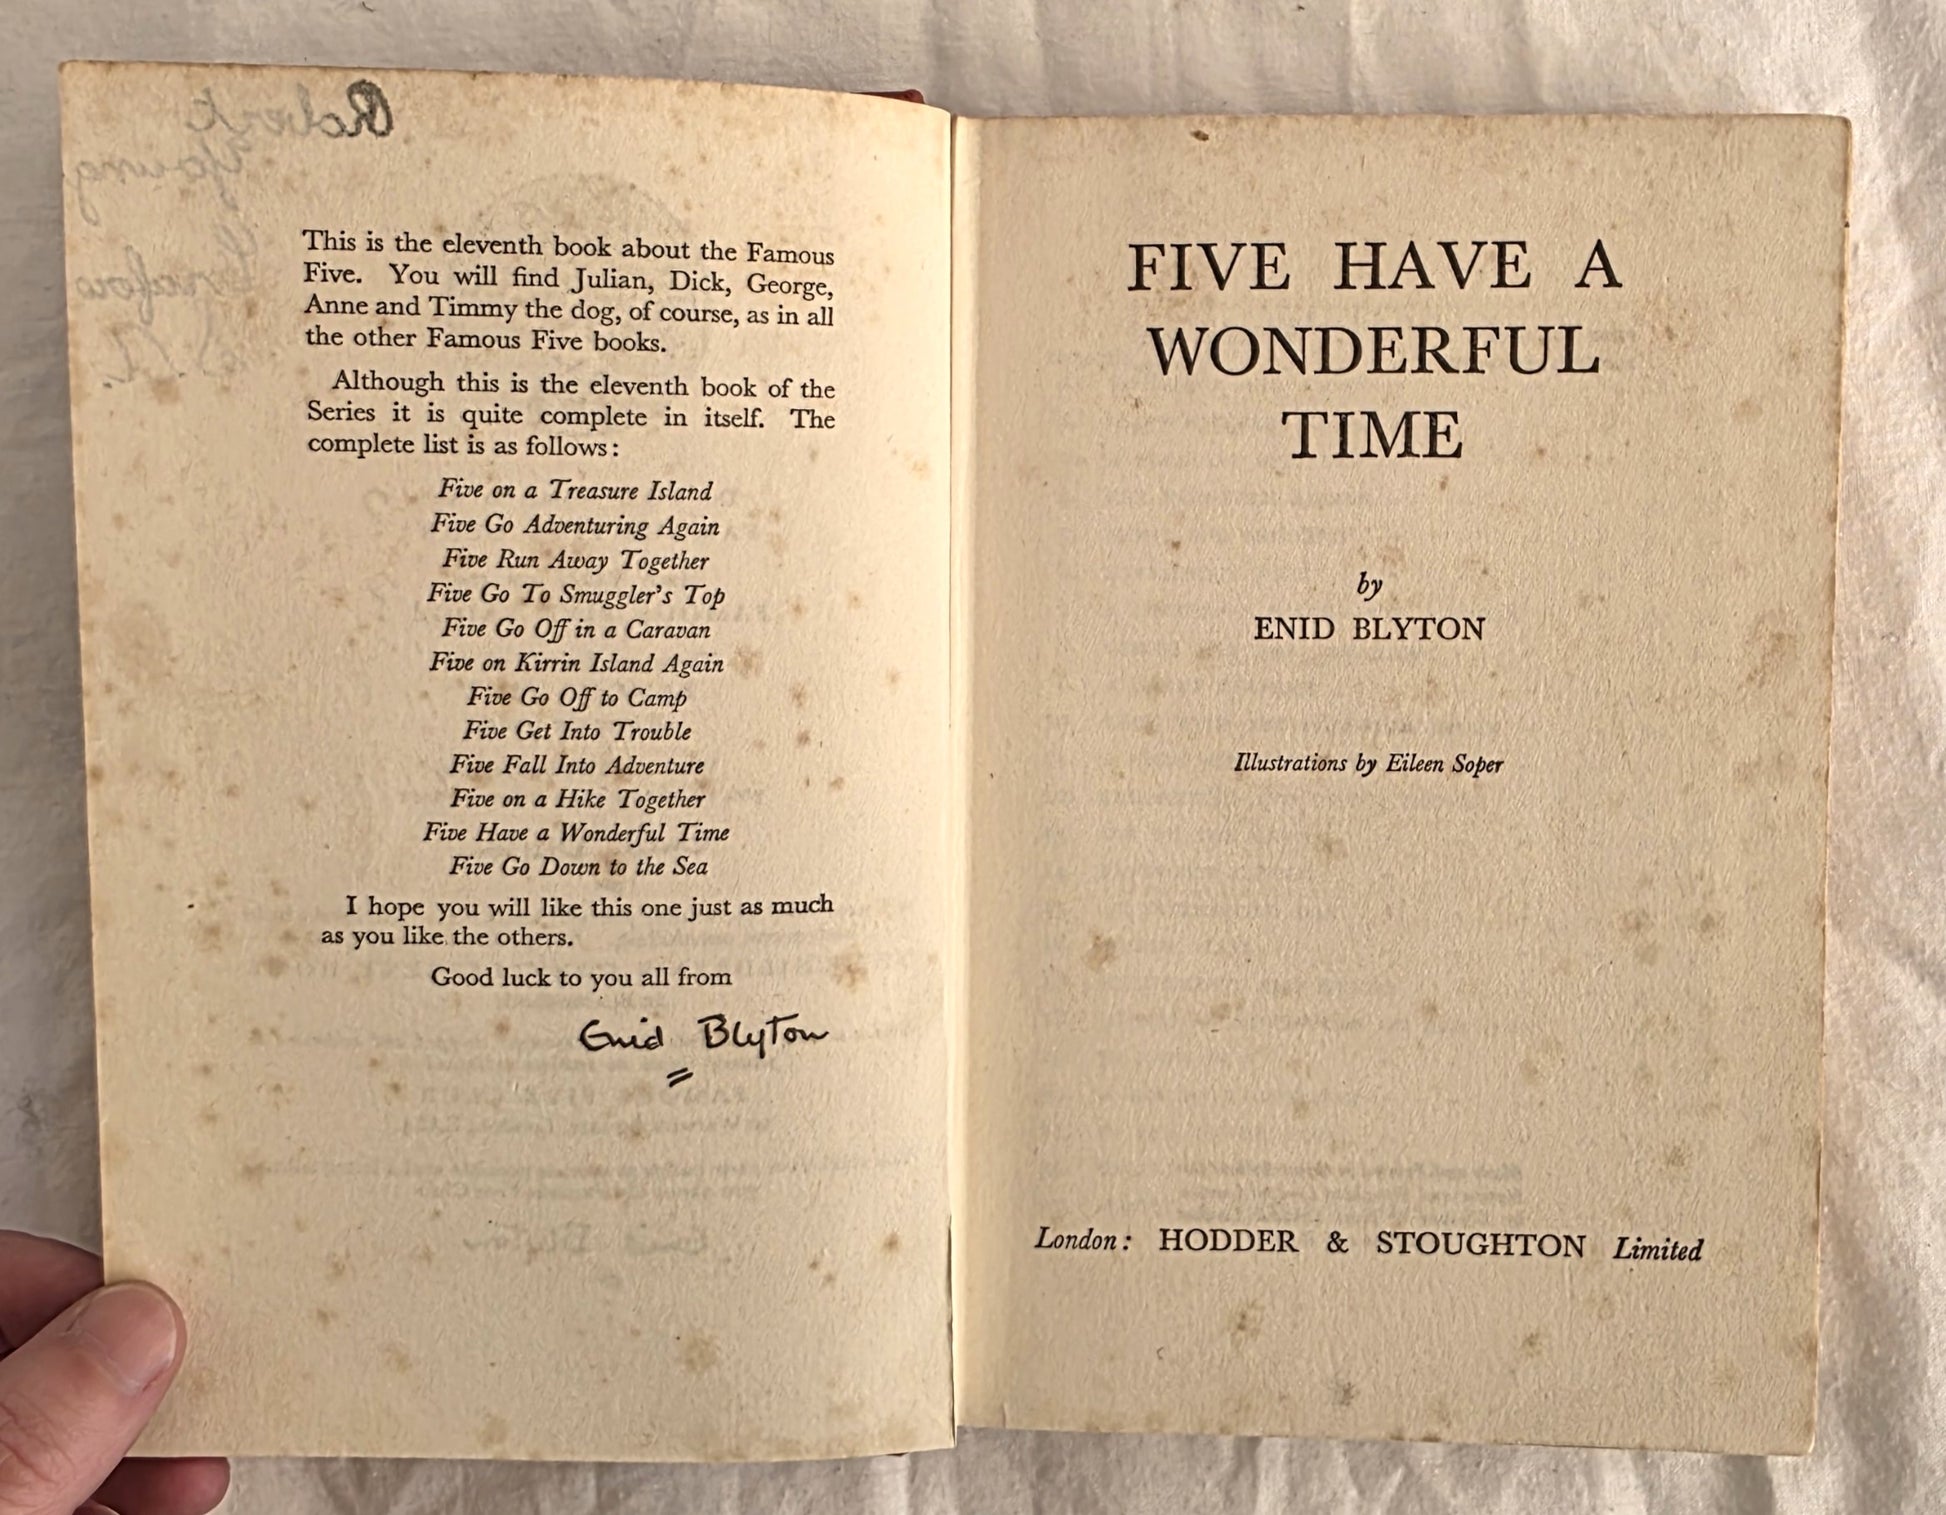 This is the eleventh book about the Famous
Five. You will find Julian, Dick, George,
Anne and Timmy the dog, of course, as in all
the other Famous Five books.
Although this is the eleventh book of the
Series it is quite complete in itself. The
complete list is as follows:
Five on a Treasure Island
Five Go Adventuring Again
Five Run Away Together
Five Go To Smuggler's Top
Five Go Off in a Caravan
Five on Kirrin Island Again
Five Go Off to Camp
Five Get Into Trouble
Five Fall Into Adventure
Five on a Hike Together
Five Have a Wonderful Time
Five Go Down to the Sea
I hope you will like this one just as much
as you like the others.
Good luck to you all from
Enid Blyton
FIVE HAVE A
WONDERFUL
TIME
by
ENID BLYTON
Illustrations by Eileen Soper
London: HODDER & STOUGHTON Limited